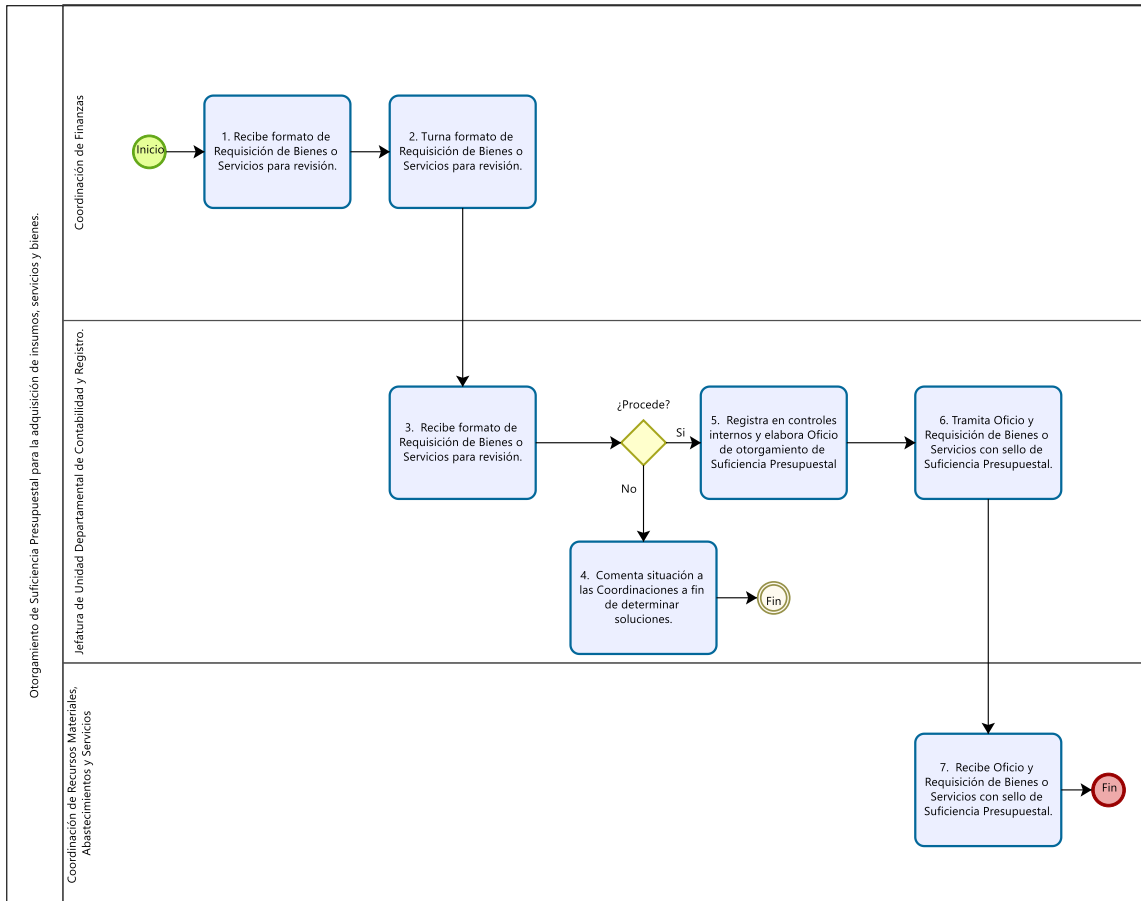 Otorgamiento de Suficiencia Presupuestal para la adquisición de insumos, servicios y bienes.
Coordinación de Finanzas
Inicio
1. Recibe formato de
Requisición de Bienes o
Servicios para revisión.
2. Turna formato de
Requisición de Bienes o
Servicios para revisión.
Jefatura de Unidad Departamental de Contabilidad y Registro.
3. Recibe formato de
Requisición de Bienes o
Servicios para revisión.
¿Procede?
Si
No
5. Registra en controles
internos y elabora Oficio
de otorgamiento de
Suficiencia Presupuestal
6. Tramita Oficio y
Requisición de Bienes o
Servicios con sello de
Suficiencia Presupuestal.
4. Comenta situación a
las Coordinaciones a fin
de determinar
soluciones.
Fin
Coordinación de Recursos Materiales,
Abastecimientos y Servicios
7. Recibe Oficio y
Requisición de Bienes o
Servicios con sello de
Suficiencia Presupuestal.
Fin